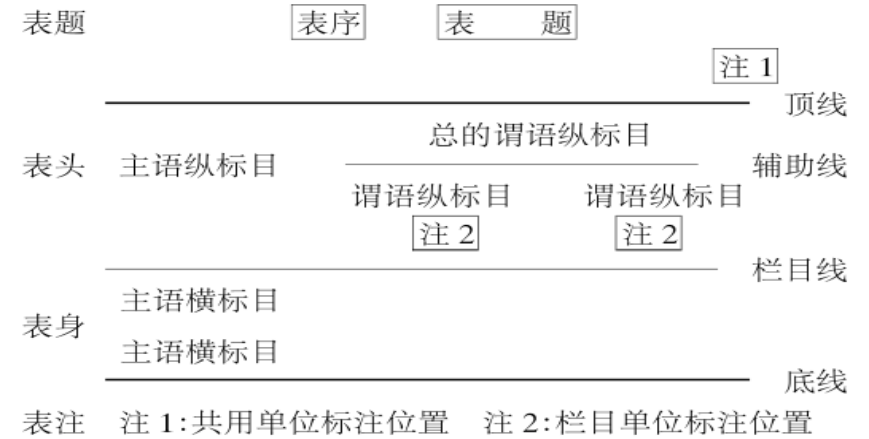 表题 表序 表 题
注 1
顶线
总的谓语纵标目
表头 主语纵标目 辅助线
谓语纵标目 谓语纵标目
注 2 注 2
栏目线
主语横标目
表身
主语横标目
底线
表注 注 1:共用单位标注位置 注 2:栏目单位标注位置